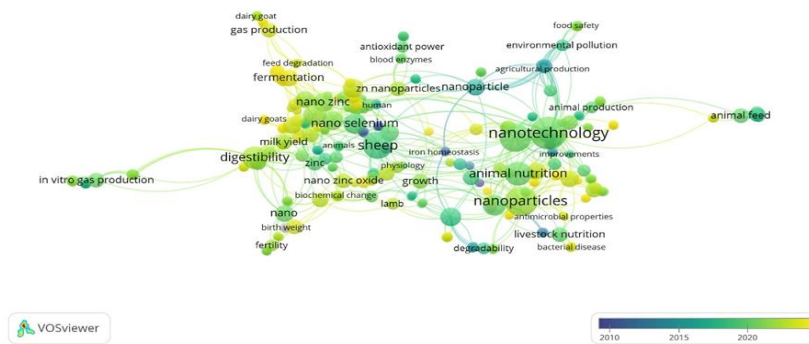 dairy goat
gas production
food safety
antioxidant power
environmental pollution
blood enzymes
feed degradation
agricultural production
fermentation
zn nanoparticles
nanoparticle
nano zinc
human
animal production
animal feed
dairy goats
nano selenium
nanotechnology
milk yield
animals
sheep
iron homeostasis
improvements
digestibility
zinc
physiology
in vitro gas production
nano zinc oxide
growth
animal nutrition
biochemical change
lamb
nanoparticles
nano
antimicrobial properties
birth weight
livestock nutrition
fertility
degradability
bacterial disease
VOSviewer
2010
2015
2020